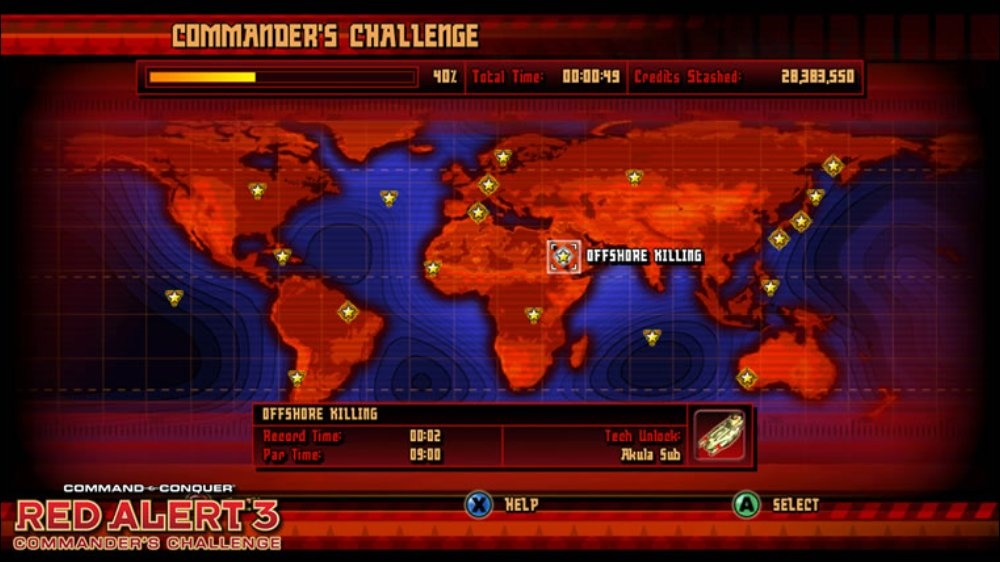 COMMANDER'S CHALLENGE
40% Total Time: 00:00:49 Credits Stashed: 28,383,550
OFFSHORE KILLING
OFFSHORE KILLING
Record Time: 00:02 Tech Unlock:
Par Time: 09:00 Akula Sub
COMMAND & CONQUER
RED ALERT 3
COMMANDER'S CHALLENGE
X HELP
A SELECT